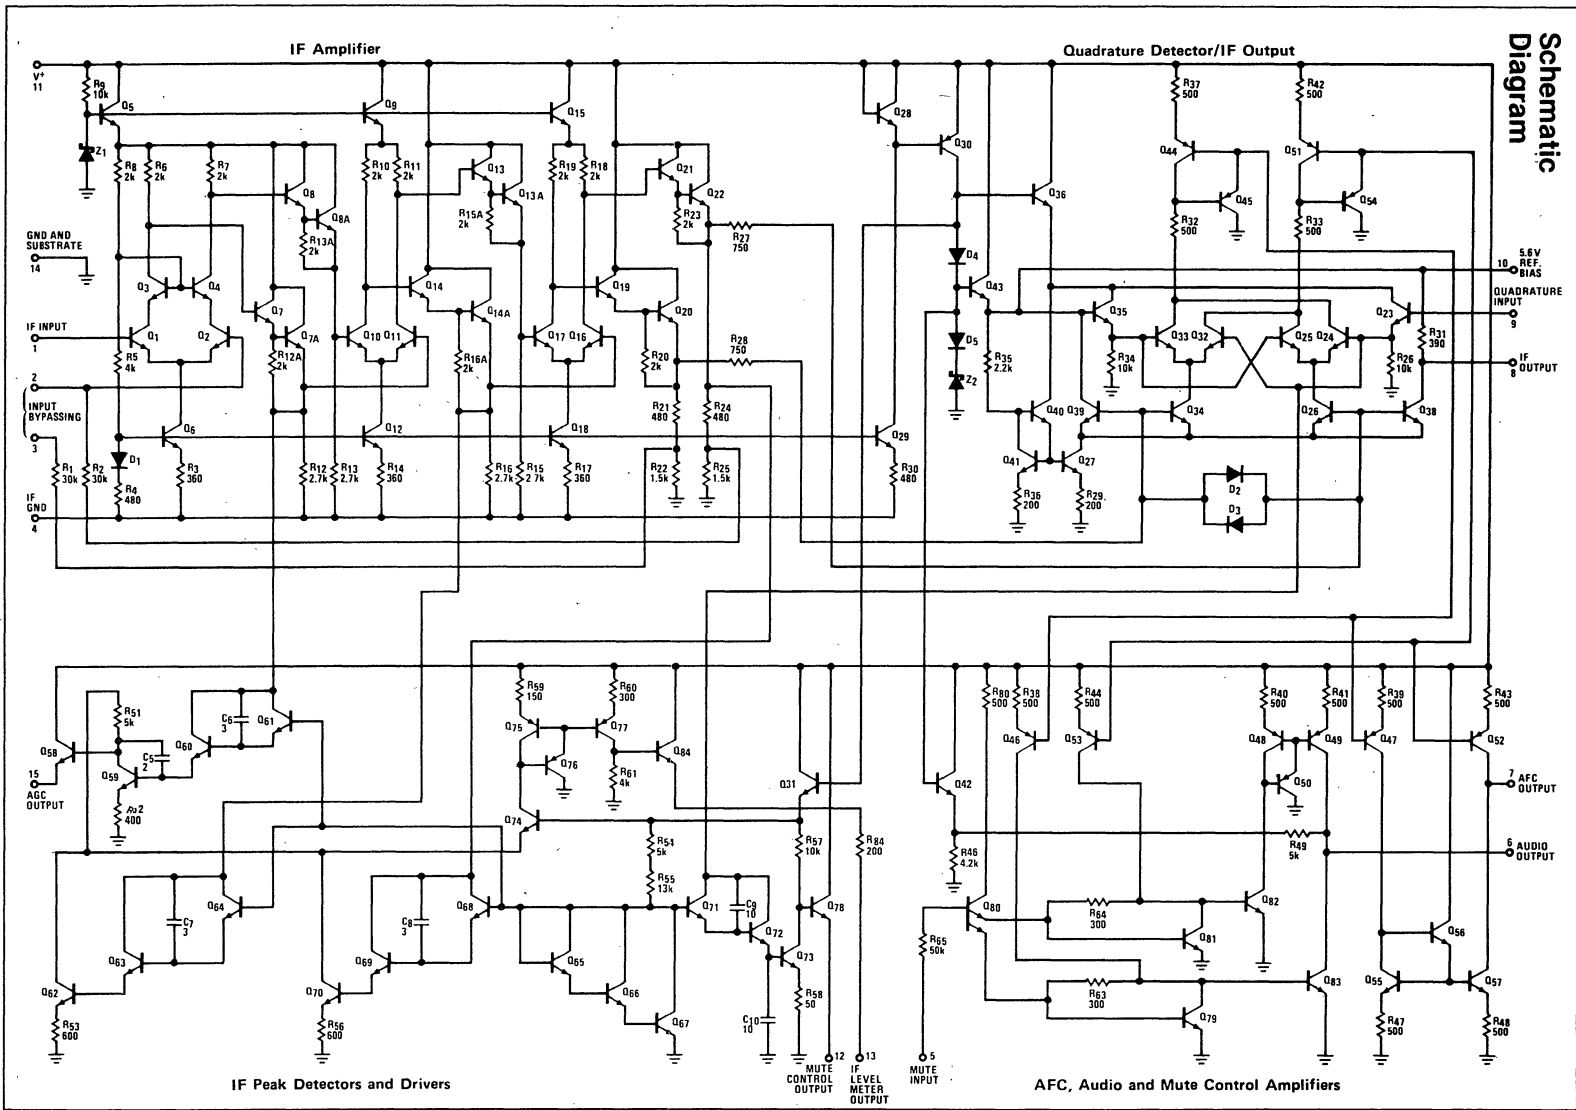 Schematic
Diagram
IF Amplifier
Quadrature Detector/IF Output
V+
11
R9
10k
Q5
Z1
R8
2k
R6
2k
R7
2k
Q8
Q8A
R13A
2k
Q9
R10
2k
R11
2k
Q13
Q13A
R15A
2k
Q15
R19
2k
R18
2k
Q21
Q22
R23
2k
R27
750
Q28
Q30
Q36
R37
500
R42
500
Q44
Q45
Q51
Q54
R32
500
R33
500
GND AND
SUBSTRATE
14
Q3
Q4
Q7
Q7A
Q14
Q14A
Q19
Q20
D4
Q43
Q35
Q23
5.6V
10 REF.
BIAS
QUADRATURE
INPUT
9
IF INPUT
1
Q1
Q2
R5
4k
R12A
2k
Q10
Q11
R16A
2k
Q17
Q16
R20
2k
R28
750
D5
Z2
R35
2.2k
R34
10k
Q33
Q32
Q25
Q24
R26
10k
R31
390
IF
OUTPUT
8
2
INPUT
BYPASSING
3
R21
480
R24
480
Q40
Q39
Q34
Q26
Q38
Q6
Q12
Q18
Q29
R1
30k
R2
30k
D1
R4
480
R3
360
R12
2.7k
R13
2.7k
R14
360
R16
2.7k
R15
2.7k
R17
360
R22
1.5k
R25
1.5k
R30
480
Q41
Q27
R36
200
R29
200
D2
D3
IF
GND
4
R51
5k
C5
2
Q58
Q59
R62
400
Q60
C6
3
Q61
15
AGC
OUTPUT
R59
150
R60
300
Q75
Q77
Q76
R61
4k
Q84
Q31
Q42
R80
500
R38
500
R44
500
Q46
Q53
R40
500
R41
500
R39
500
R43
500
Q48
Q49
Q47
Q52
Q50
7
AFC
OUTPUT
Q74
R54
5k
R55
13k
R57
10k
R84
200
R46
4.2k
R49
5k
6
AUDIO
OUTPUT
C7
3
Q64
C8
3
Q68
Q71
C9
10
Q72
Q78
Q73
R65
50k
Q80
R64
300
Q82
Q81
Q56
Q63
Q69
Q65
Q66
Q67
Q62
Q70
R53
600
R56
600
C10
10
R58
50
R63
300
Q79
Q83
Q55
Q57
R47
500
R48
500
12
MUTE
CONTROL
OUTPUT
13
IF
LEVEL
METER
OUTPUT
5
MUTE
INPUT
IF Peak Detectors and Drivers
AFC, Audio and Mute Control Amplifiers